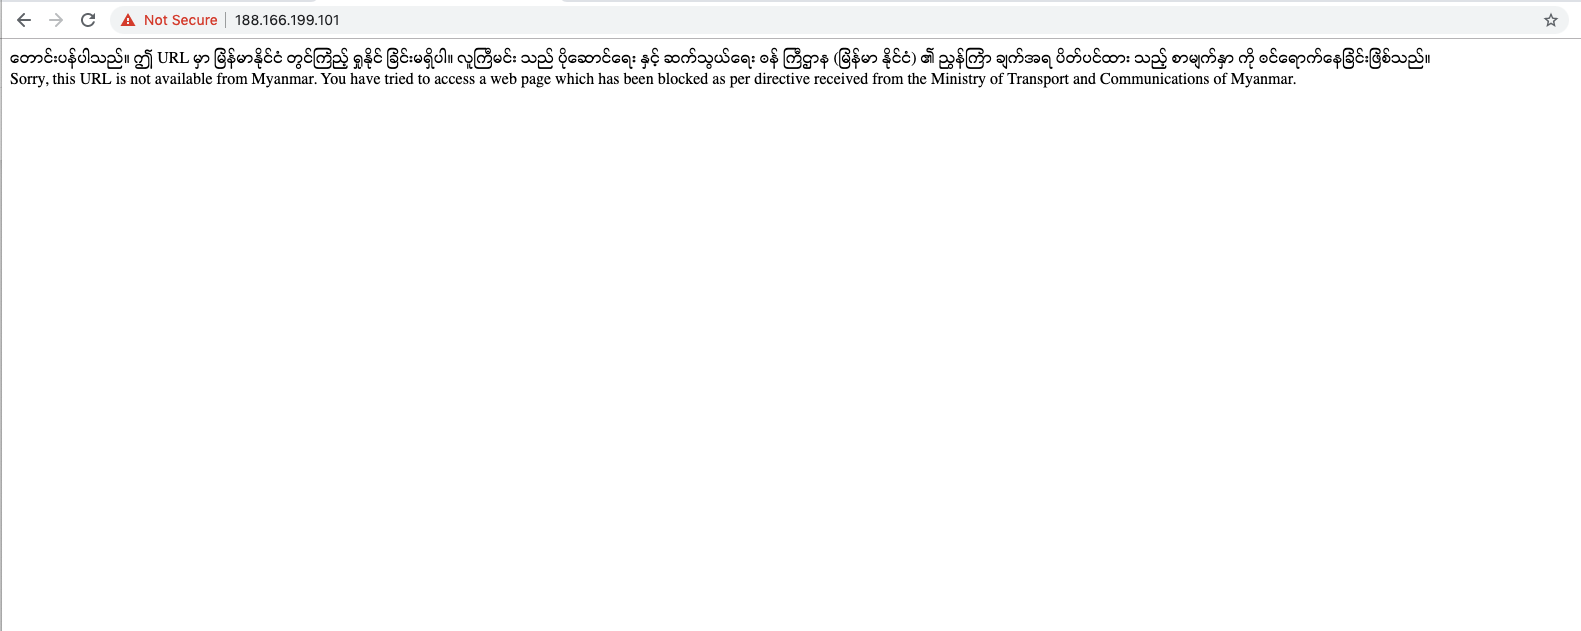 Not Secure 188.166.199.101
တောင်းပန်ပါသည်။ ဤ URL မှာ မြန်မာနိုင်ငံ တွင်ကြည့် ရှုနိုင် ခြင်းမရှိပါ။ လူကြီမင်း သည် ပို့ဆောင်ရေး နှင့် ဆက်သွယ်ရေး ဝန် ကြီဌာန (မြန်မာ နိုင်ငံ) ၏ ညွန်ကြာ ချက်အရ ပိတ်ပင်ထား သည့် စာမျက်နှာ ကို ဝင်ရောက်နေခြင်းဖြစ်သည်။
Sorry, this URL is not available from Myanmar. You have tried to access a web page which has been blocked as per directive received from the Ministry of Transport and Communications of Myanmar.